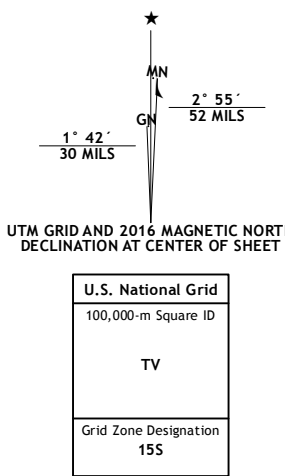 ★
MN
GN
2° 55´
52 MILS
1° 42´
30 MILS
UTM GRID AND 2016 MAGNETIC NORTH
DECLINATION AT CENTER OF SHEET
U.S. National Grid
100,000-m Square ID
TV
Grid Zone Designation
15S